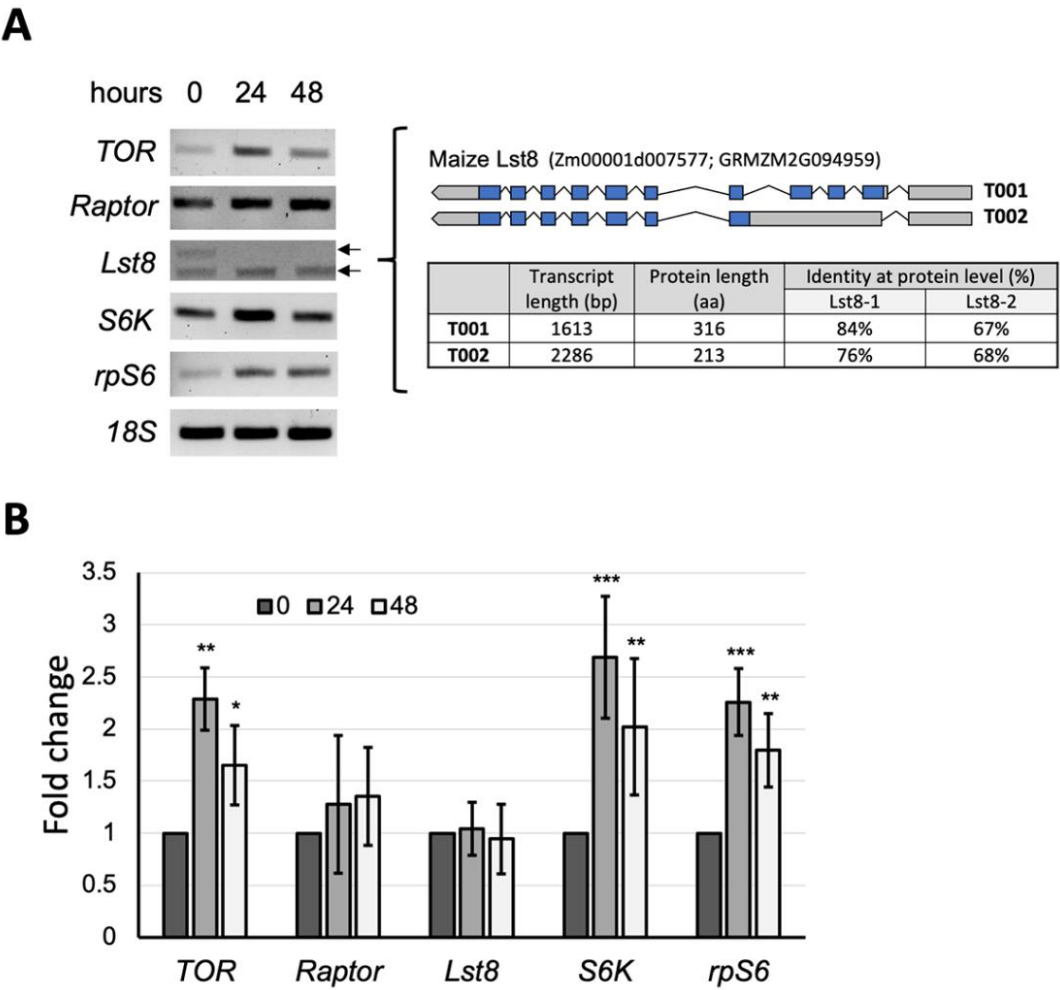 A
hours 0 24 48
TOR
Raptor
Lst8
S6K
rpS6
18S
Maize Lst8 (Zm00001d007577; GRMZM2G094959)
T001
T002
Transcript length (bp) Protein length (aa) Identity at protein level (%)
Lst8-1 Lst8-2
T001 1613 316 84% 67%
T002 2286 213 76% 68%
B
Fold change
3.5
3
2.5
2
1.5
1
0.5
0
0 24 48
** * *** ** *** **
TOR Raptor Lst8 S6K rpS6